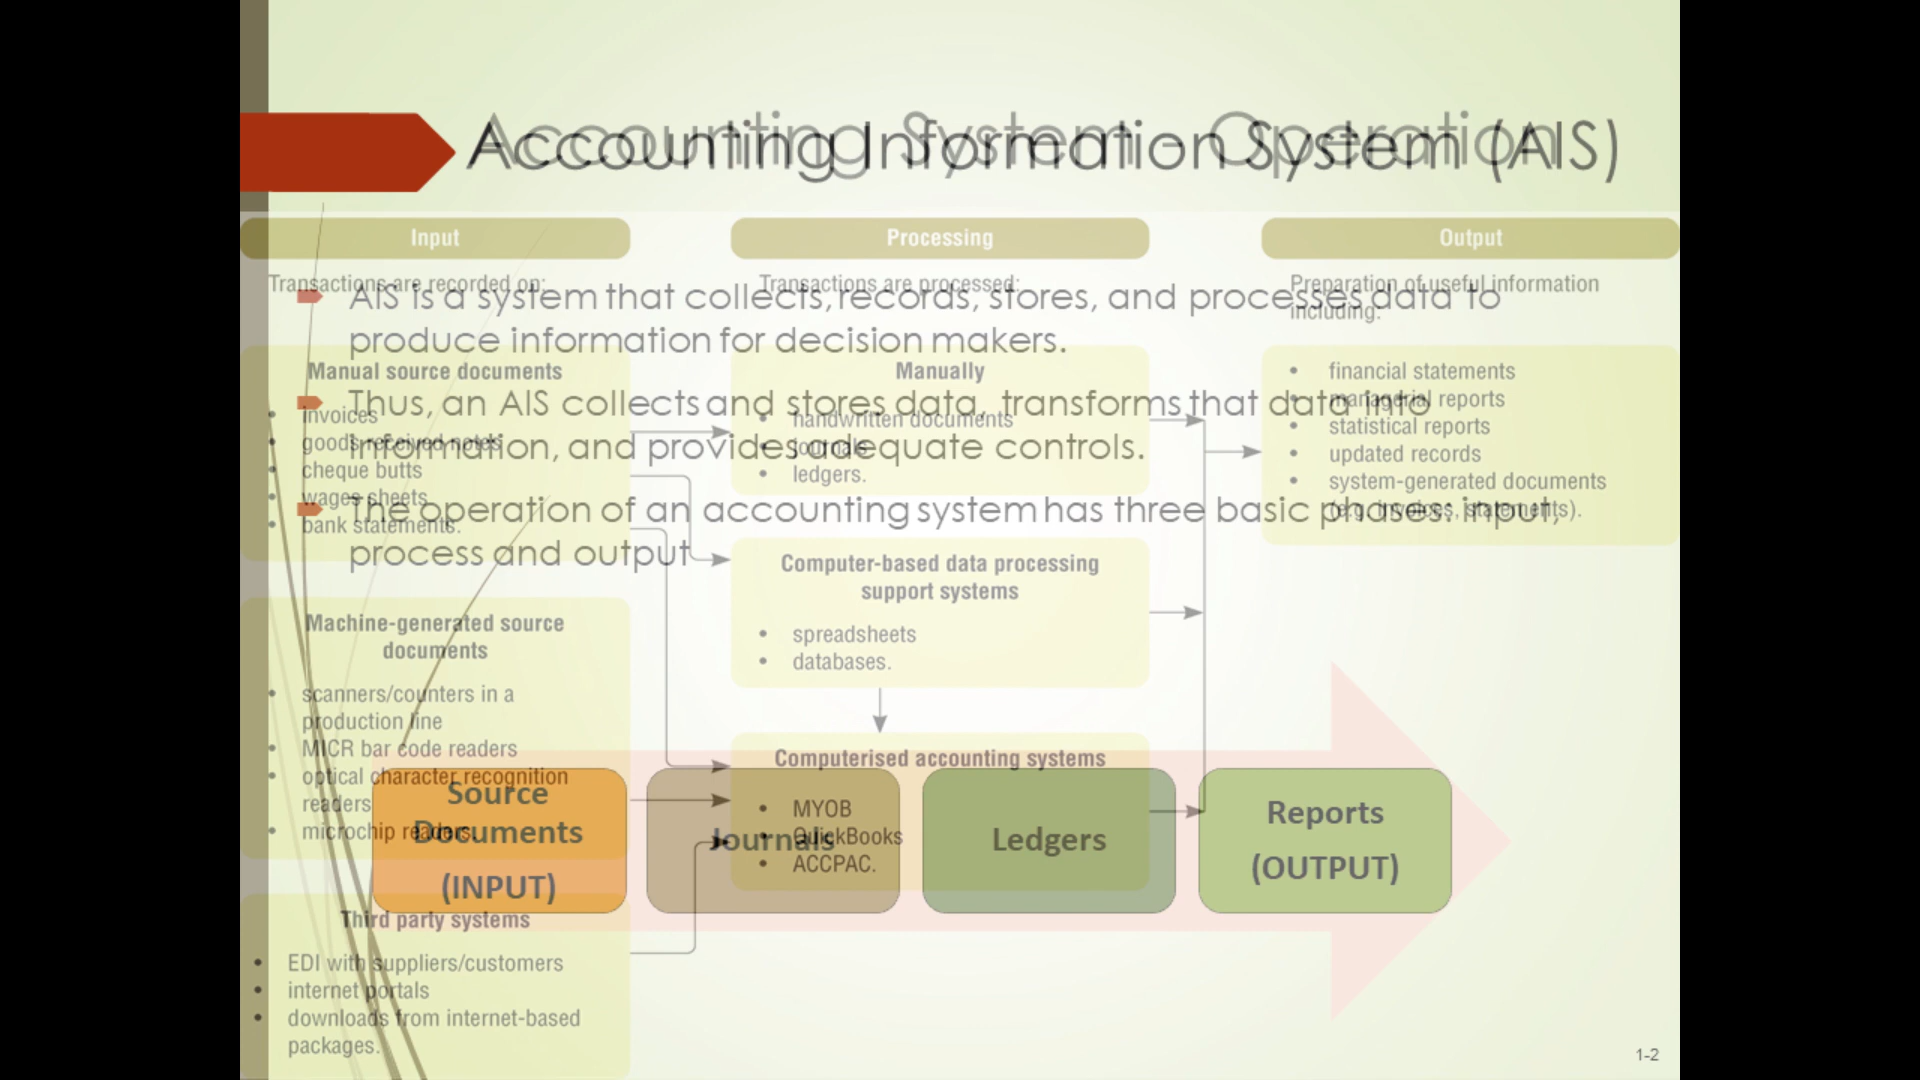 Accounting Information System (AIS)
AIS is a system that collects, records, stores, and processes data to
produce information for decision makers.
Thus, an AIS collects and stores data, transforms that data into
information, and provides adequate controls.
The operation of an accounting system has three basic phases: input,
process and output
Source
Documents
(INPUT)
Journals
Ledgers
Reports
(OUTPUT)
1-2
Accounting System - Operation
Input
Transactions are recorded on:
Manual source documents
• invoices
• goods received notes
• cheque butts
• wages sheets
• bank statements.
Machine-generated source
documents
• scanners/counters in a
production line
• MICR bar code readers
• optical character recognition
readers
• microchip readers.
Third party systems
• EDI with suppliers/customers
• internet portals
• downloads from internet-based
packages.
Processing
Transactions are processed:
Manually
• handwritten documents
• journals
• ledgers.
Computer-based data processing
support systems
• spreadsheets
• databases.
Computerised accounting systems
• MYOB
• QuickBooks
• ACCPAC.
Output
Preparation of useful information
including:
• financial statements
• managerial reports
• statistical reports
• updated records
• system-generated documents
(e.g. invoices, statements).